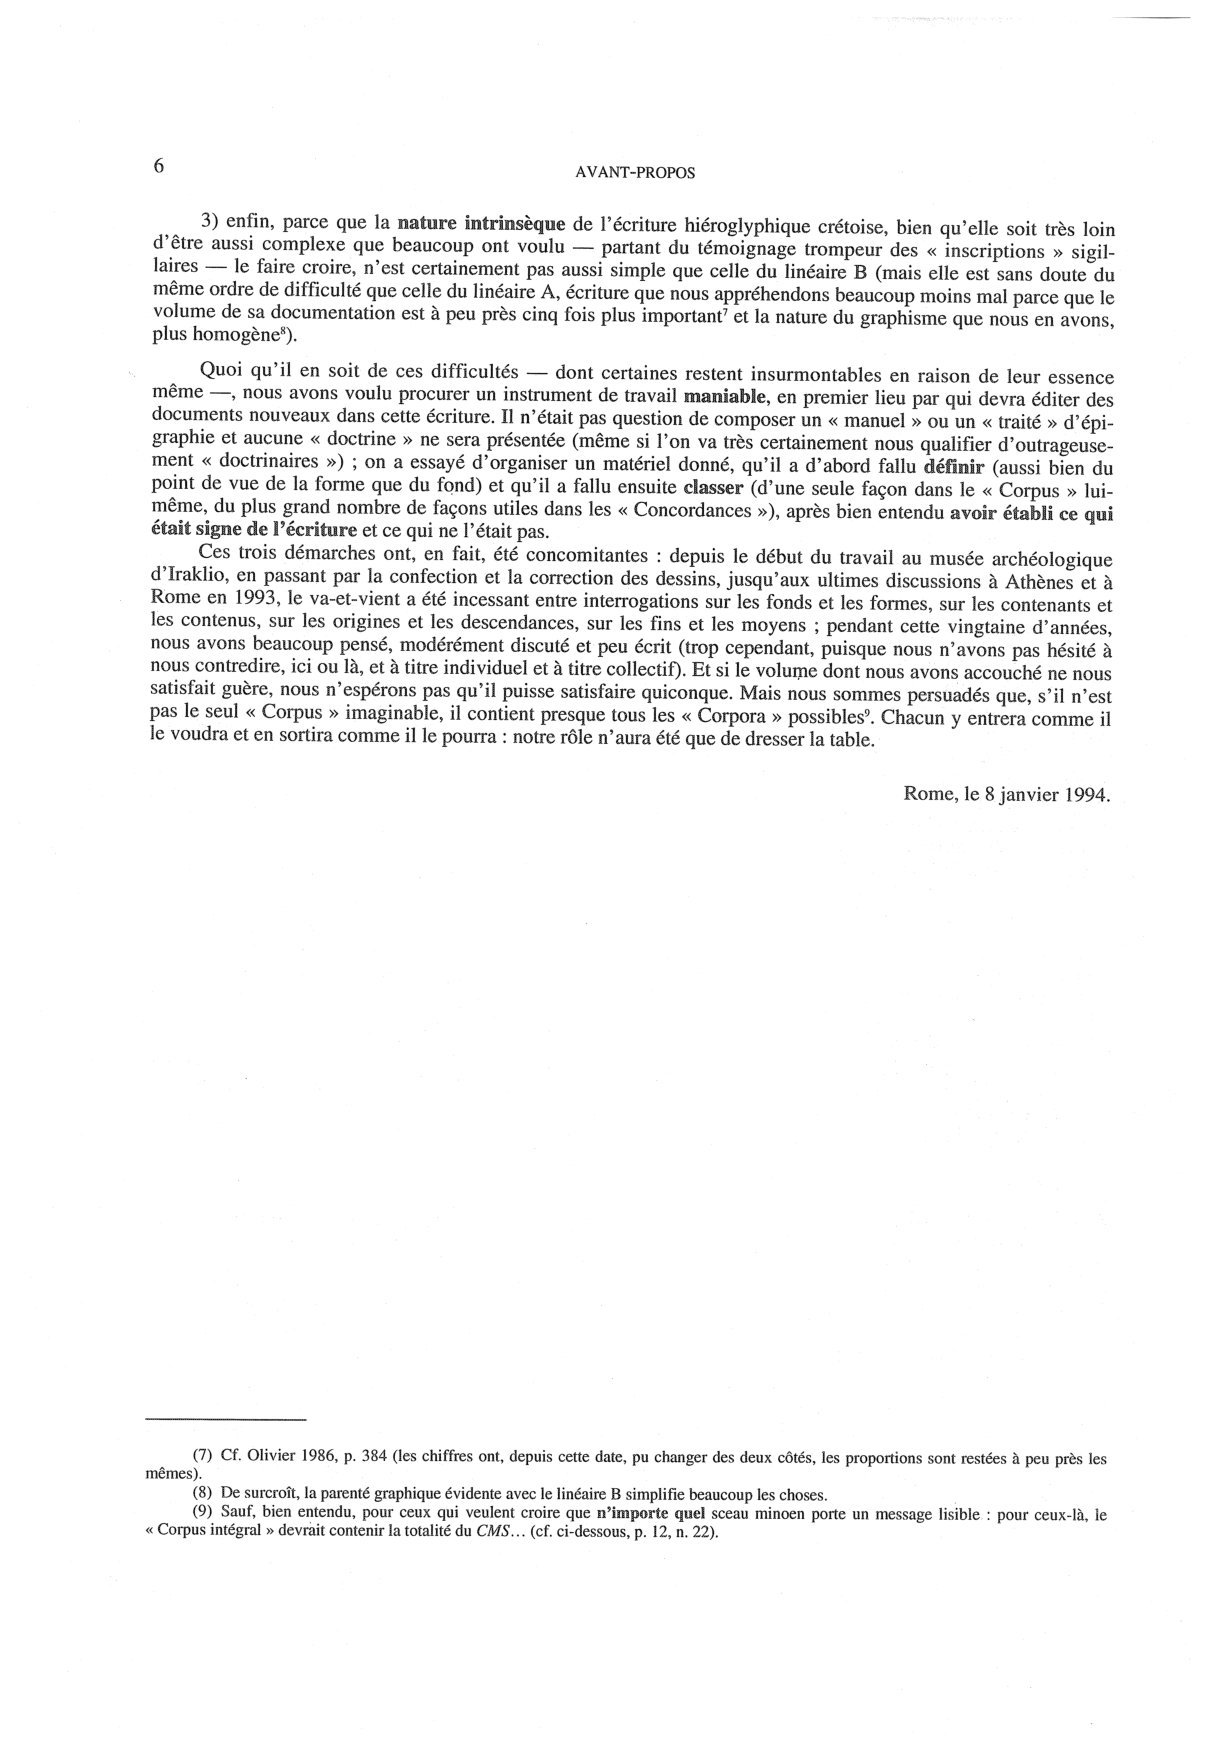 6
AVANT-PROPOS
3) enfin, parce que la nature intrinsèque de l'écriture hiéroglyphique crétoise, bien qu'elle soit très loin
d'être aussi complexe que beaucoup ont voulu — partant du témoignage trompeur des « inscriptions » sigil-
laires — le faire croire, n'est certainement pas aussi simple que celle du linéaire B (mais elle est sans doute du
même ordre de difficulté que celle du linéaire A, écriture que nous appréhendons beaucoup moins mal parce que le
volume de sa documentation est à peu près cinq fois plus important⁷ et la nature du graphisme que nous en avons,
plus homogène⁸).
Quoi qu'il en soit de ces difficultés — dont certaines restent insurmontables en raison de leur essence
même —, nous avons voulu procurer un instrument de travail maniable, en premier lieu par qui devra éditer des
documents nouveaux dans cette écriture. Il n'était pas question de composer un « manuel » ou un « traité » d'épi-
graphie et aucune « doctrine » ne sera présentée (même si l'on va très certainement nous qualifier d'outrageuse-
ment « doctrinaires ») ; on a essayé d'organiser un matériel donné, qu'il a d'abord fallu définir (aussi bien du
point de vue de la forme que du fond) et qu'il a fallu ensuite classer (d'une seule façon dans le « Corpus » lui-
même, du plus grand nombre de façons utiles dans les « Concordances »), après bien entendu avoir établi ce qui
était signe de l'écriture et ce qui ne l'était pas.
Ces trois démarches ont, en fait, été concomitantes : depuis le début du travail au musée archéologique
d'Iraklio, en passant par la confection et la correction des dessins, jusqu'aux ultimes discussions à Athènes et à
Rome en 1993, le va-et-vient a été incessant entre interrogations sur les fonds et les formes, sur les contenants et
les contenus, sur les origines et les descendances, sur les fins et les moyens ; pendant cette vingtaine d'années,
nous avons beaucoup pensé, modérément discuté et peu écrit (trop cependant, puisque nous n'avons pas hésité à
nous contredire, ici ou là, et à titre individuel et à titre collectif). Et si le volume dont nous avons accouché ne nous
satisfait guère, nous n'espérons pas qu'il puisse satisfaire quiconque. Mais nous sommes persuadés que, s'il n'est
pas le seul « Corpus » imaginable, il contient presque tous les « Corpora » possibles⁹. Chacun y entrera comme il
le voudra et en sortira comme il le pourra : notre rôle n'aura été que de dresser la table.
Rome, le 8 janvier 1994.
(7) Cf. Olivier 1986, p. 384 (les chiffres ont, depuis cette date, pu changer des deux côtés, les proportions sont restées à peu près les
mêmes).
(8) De surcroît, la parenté graphique évidente avec le linéaire B simplifie beaucoup les choses.
(9) Sauf, bien entendu, pour ceux qui veulent croire que n'importe quel sceau minoen porte un message lisible : pour ceux-là, le
« Corpus intégral » devrait contenir la totalité du CMS... (cf. ci-dessous, p. 12, n. 22).